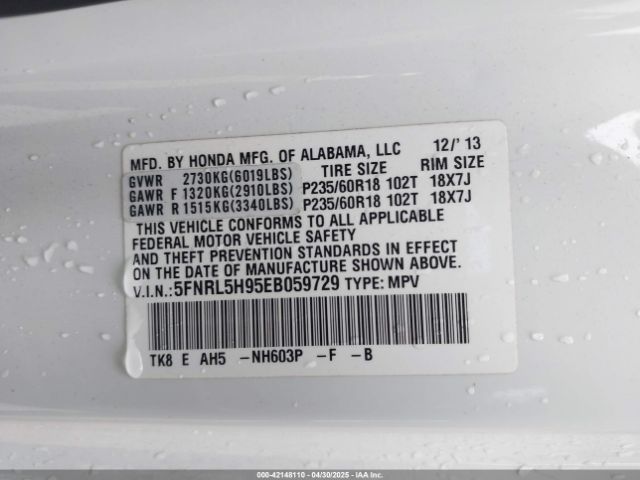 MFD. BY HONDA MFG. OF ALABAMA, LLC 12/' 13
GVWR 2730KG(6019LBS) TIRE SIZE RIM SIZE
GAWR F 1320KG(2910LBS) P235/60R18 102T 18X7J
GAWR R 1515KG(3340LBS) P235/60R18 102T 18X7J
THIS VEHICLE CONFORMS TO ALL APPLICABLE
FEDERAL MOTOR VEHICLE SAFETY
AND THEFT PREVENTION STANDARDS IN EFFECT
ON THE DATE OF MANUFACTURE SHOWN ABOVE.
V.I.N.:5FNRL5H95EB059729 TYPE: MPV
TK8 E AH5 -NH603P -F -B
000-42148110 - 04/30/2025 - IAA Inc.